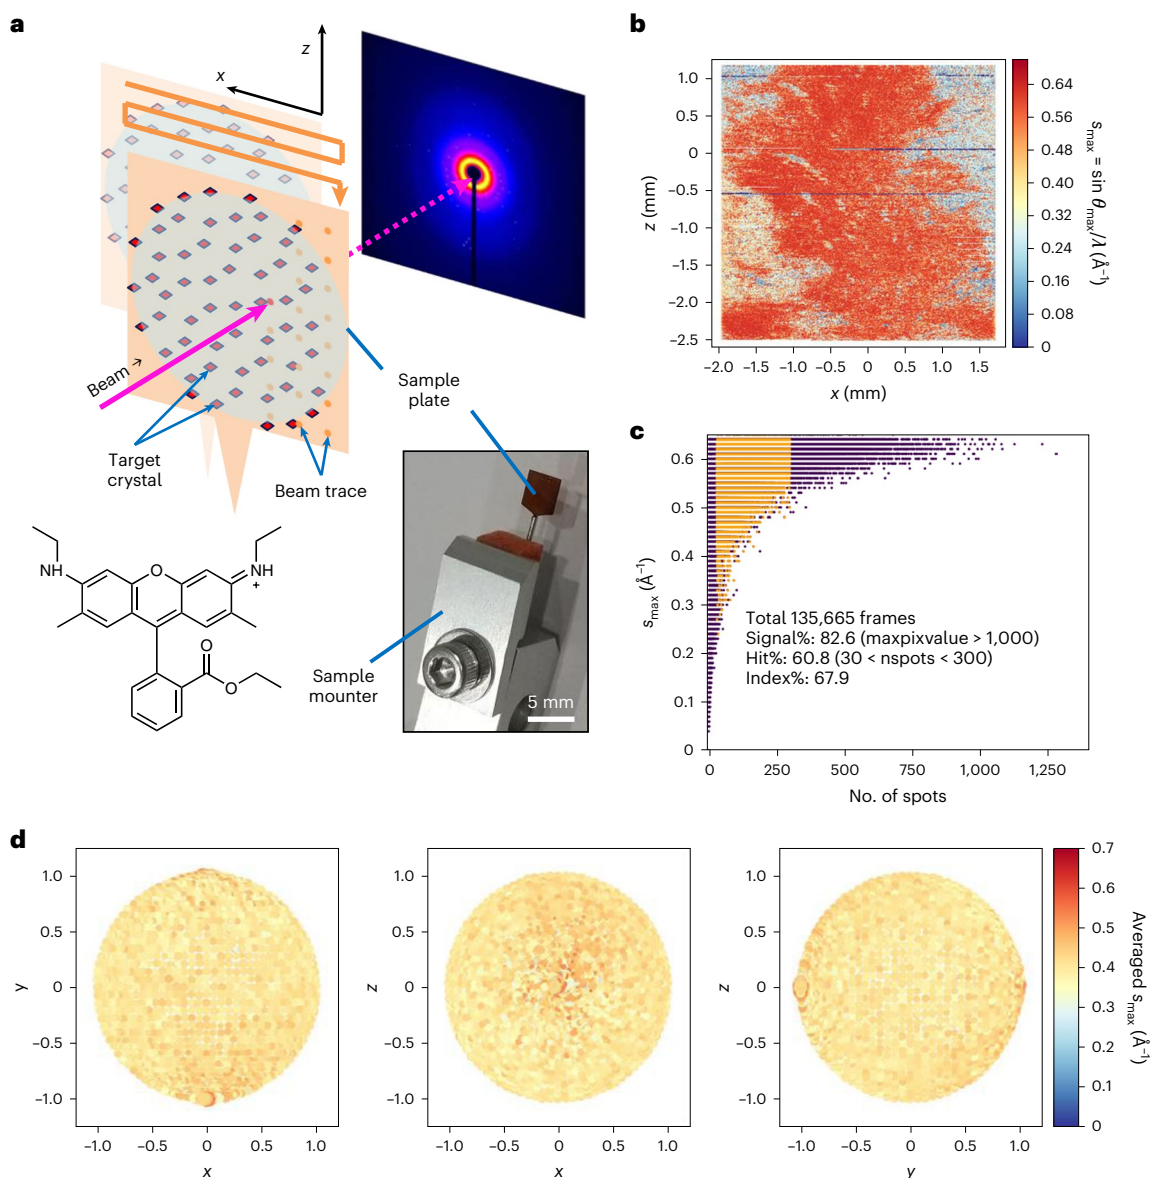 a
z
x
Beam
Target
crystal
Beam trace
Sample
plate
Sample
mounter
5 mm
NH
O
NH
+
O
O
b
1.0
0.5
0
−0.5
−1.0
−1.5
−2.0
−2.5
z (mm)
−2.0 −1.5 −1.0 −0.5 0 0.5 1.0 1.5
x (mm)
0.64
0.56
0.48
0.40
0.32
0.24
0.16
0.08
0
smax = sin θmax/λ (Å−1)
c
0.6
0.5
0.4
0.3
0.2
0.1
0
smax (Å−1)
Total 135,665 frames
Signal%: 82.6 (maxpixvalue > 1,000)
Hit%: 60.8 (30 < nspots < 300)
Index%: 67.9
0 250 500 750 1,000 1,250
No. of spots
d
1.0
0.5
0
−0.5
−1.0
y
−1.0 −0.5 0 0.5 1.0
x
1.0
0.5
0
−0.5
−1.0
z
−1.0 −0.5 0 0.5 1.0
x
1.0
0.5
0
−0.5
−1.0
z
−1.0 −0.5 0 0.5 1.0
y
0.7
0.6
0.5
0.4
0.3
0.2
0.1
0
Averaged smax (Å−1)